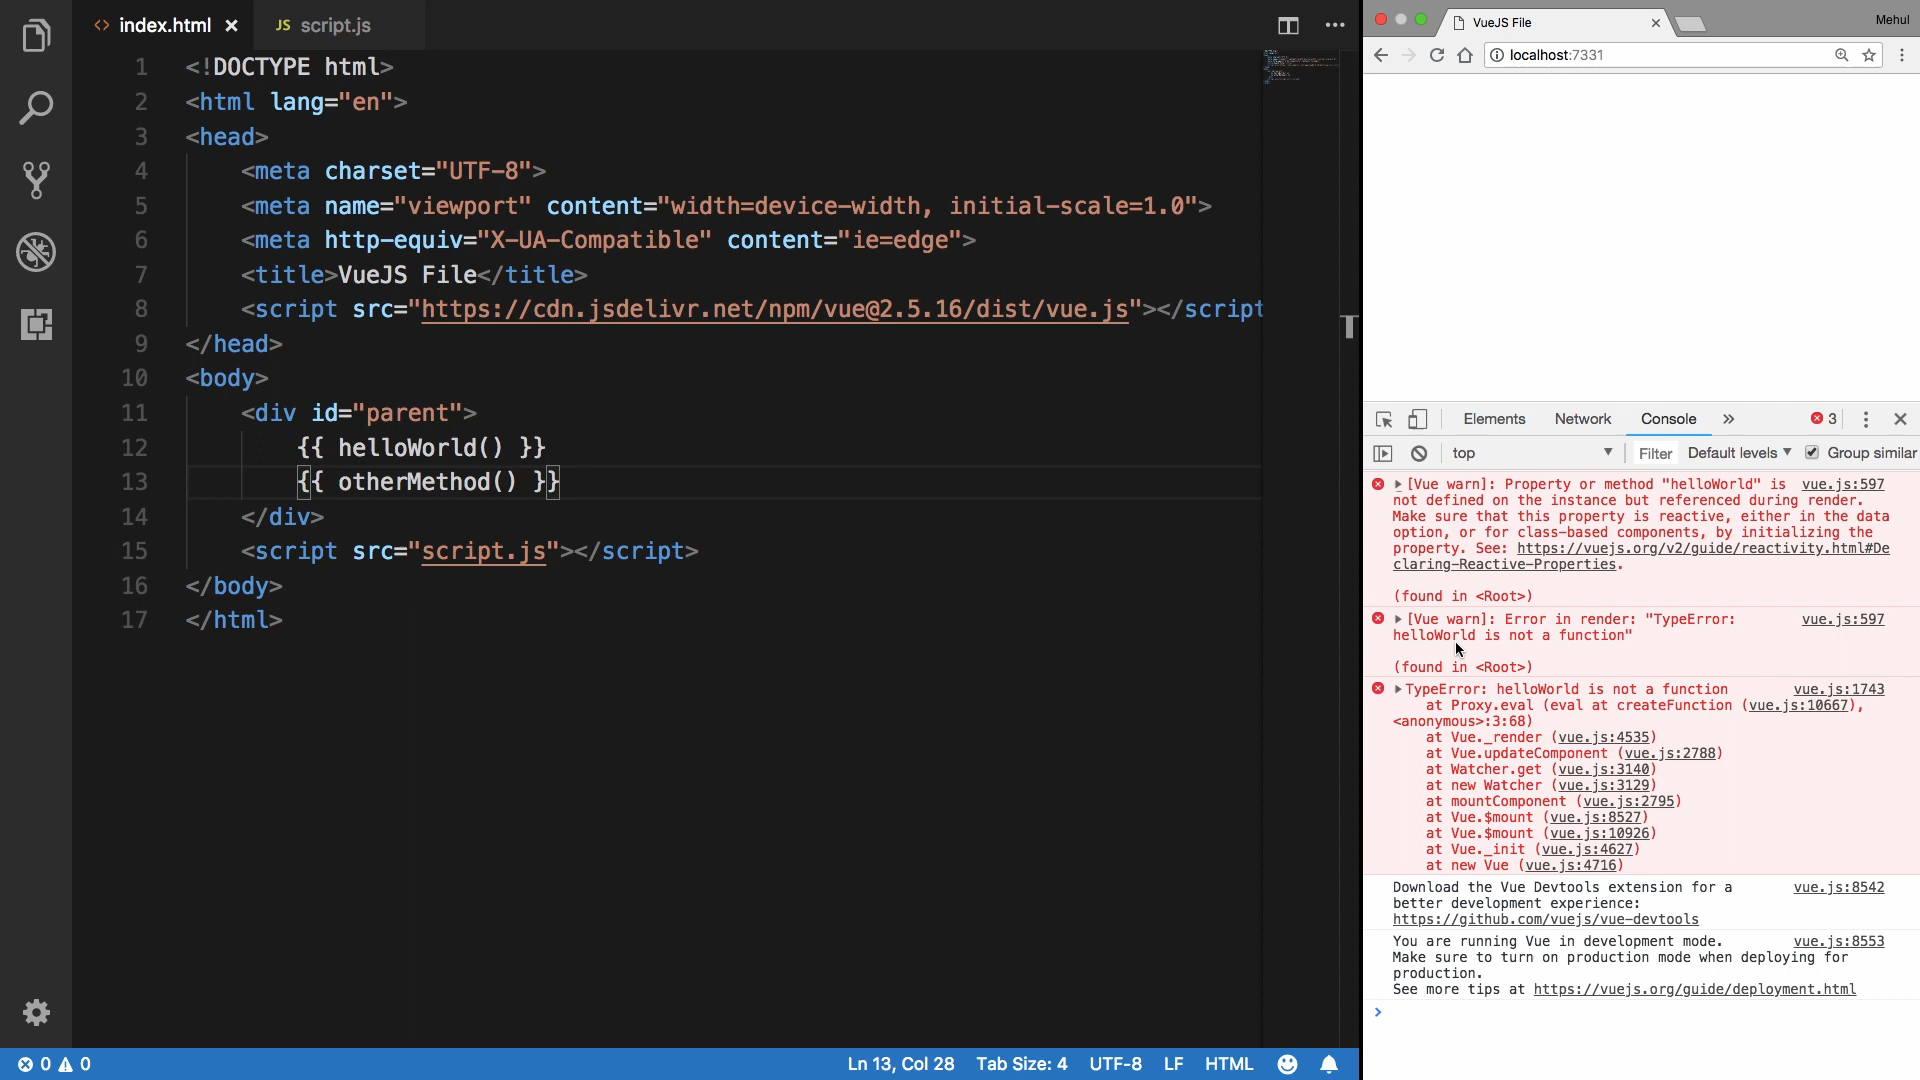 index.html
JS script.js
1 <!DOCTYPE html>
2 <html lang="en">
3 <head>
4 <meta charset="UTF-8">
5 <meta name="viewport" content="width=device-width, initial-scale=1.0">
6 <meta http-equiv="X-UA-Compatible" content="ie=edge">
7 <title>VueJS File</title>
8 <script src="https://cdn.jsdelivr.net/npm/vue@2.5.16/dist/vue.js"></script
9 </head>
10 <body>
11 <div id="parent">
12 {{ helloWorld() }}
13 {{ otherMethod() }}
14 </div>
15 <script src="script.js"></script>
16 </body>
17 </html>
0 0
Ln 13, Col 28 Tab Size: 4 UTF-8 LF HTML
VueJS File
Mehul
localhost:7331
Elements Network Console 3
top Filter Default levels Group similar
[Vue warn]: Property or method "helloWorld" is vue.js:597
not defined on the instance but referenced during render.
Make sure that this property is reactive, either in the data
option, or for class-based components, by initializing the
property. See: https://vuejs.org/v2/guide/reactivity.html#De
claring-Reactive-Properties.
(found in <Root>)
[Vue warn]: Error in render: "TypeError: vue.js:597
helloWorld is not a function"
(found in <Root>)
TypeError: helloWorld is not a function vue.js:1743
at Proxy.eval (eval at createFunction (vue.js:10667),
<anonymous>:3:68)
at Vue._render (vue.js:4535)
at Vue.updateComponent (vue.js:2788)
at Watcher.get (vue.js:3140)
at new Watcher (vue.js:3129)
at mountComponent (vue.js:2795)
at Vue.$mount (vue.js:8527)
at Vue.$mount (vue.js:10926)
at Vue._init (vue.js:4627)
at new Vue (vue.js:4716)
Download the Vue Devtools extension for a vue.js:8542
better development experience:
https://github.com/vuejs/vue-devtools
You are running Vue in development mode. vue.js:8553
Make sure to turn on production mode when deploying for
production.
See more tips at https://vuejs.org/guide/deployment.html